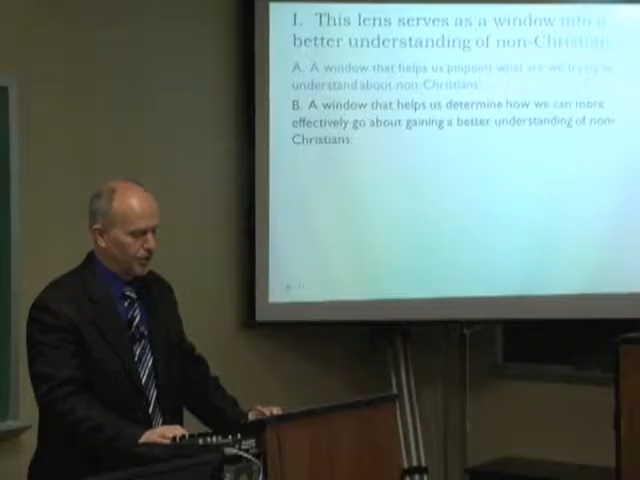 I. This lens serves as a window into a
better understanding of non-Christians
A. A window that helps us pinpoint what are we trying to
understand about non-Christians:
B. A window that helps us determine how we can more
effectively go about gaining a better understanding of non-
Christians: